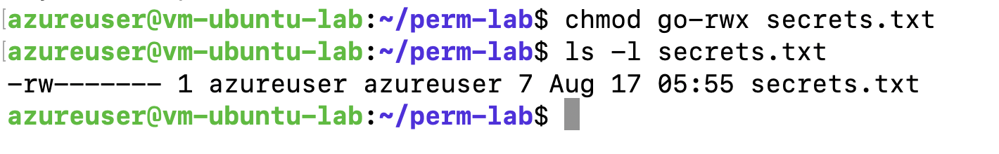 [azureuser@vm-ubuntu-lab:~/perm-lab$ chmod go-rwx secrets.txt
[azureuser@vm-ubuntu-lab:~/perm-lab$ ls -l secrets.txt
-rw------- 1 azureuser azureuser 7 Aug 17 05:55 secrets.txt
azureuser@vm-ubuntu-lab:~/perm-lab$